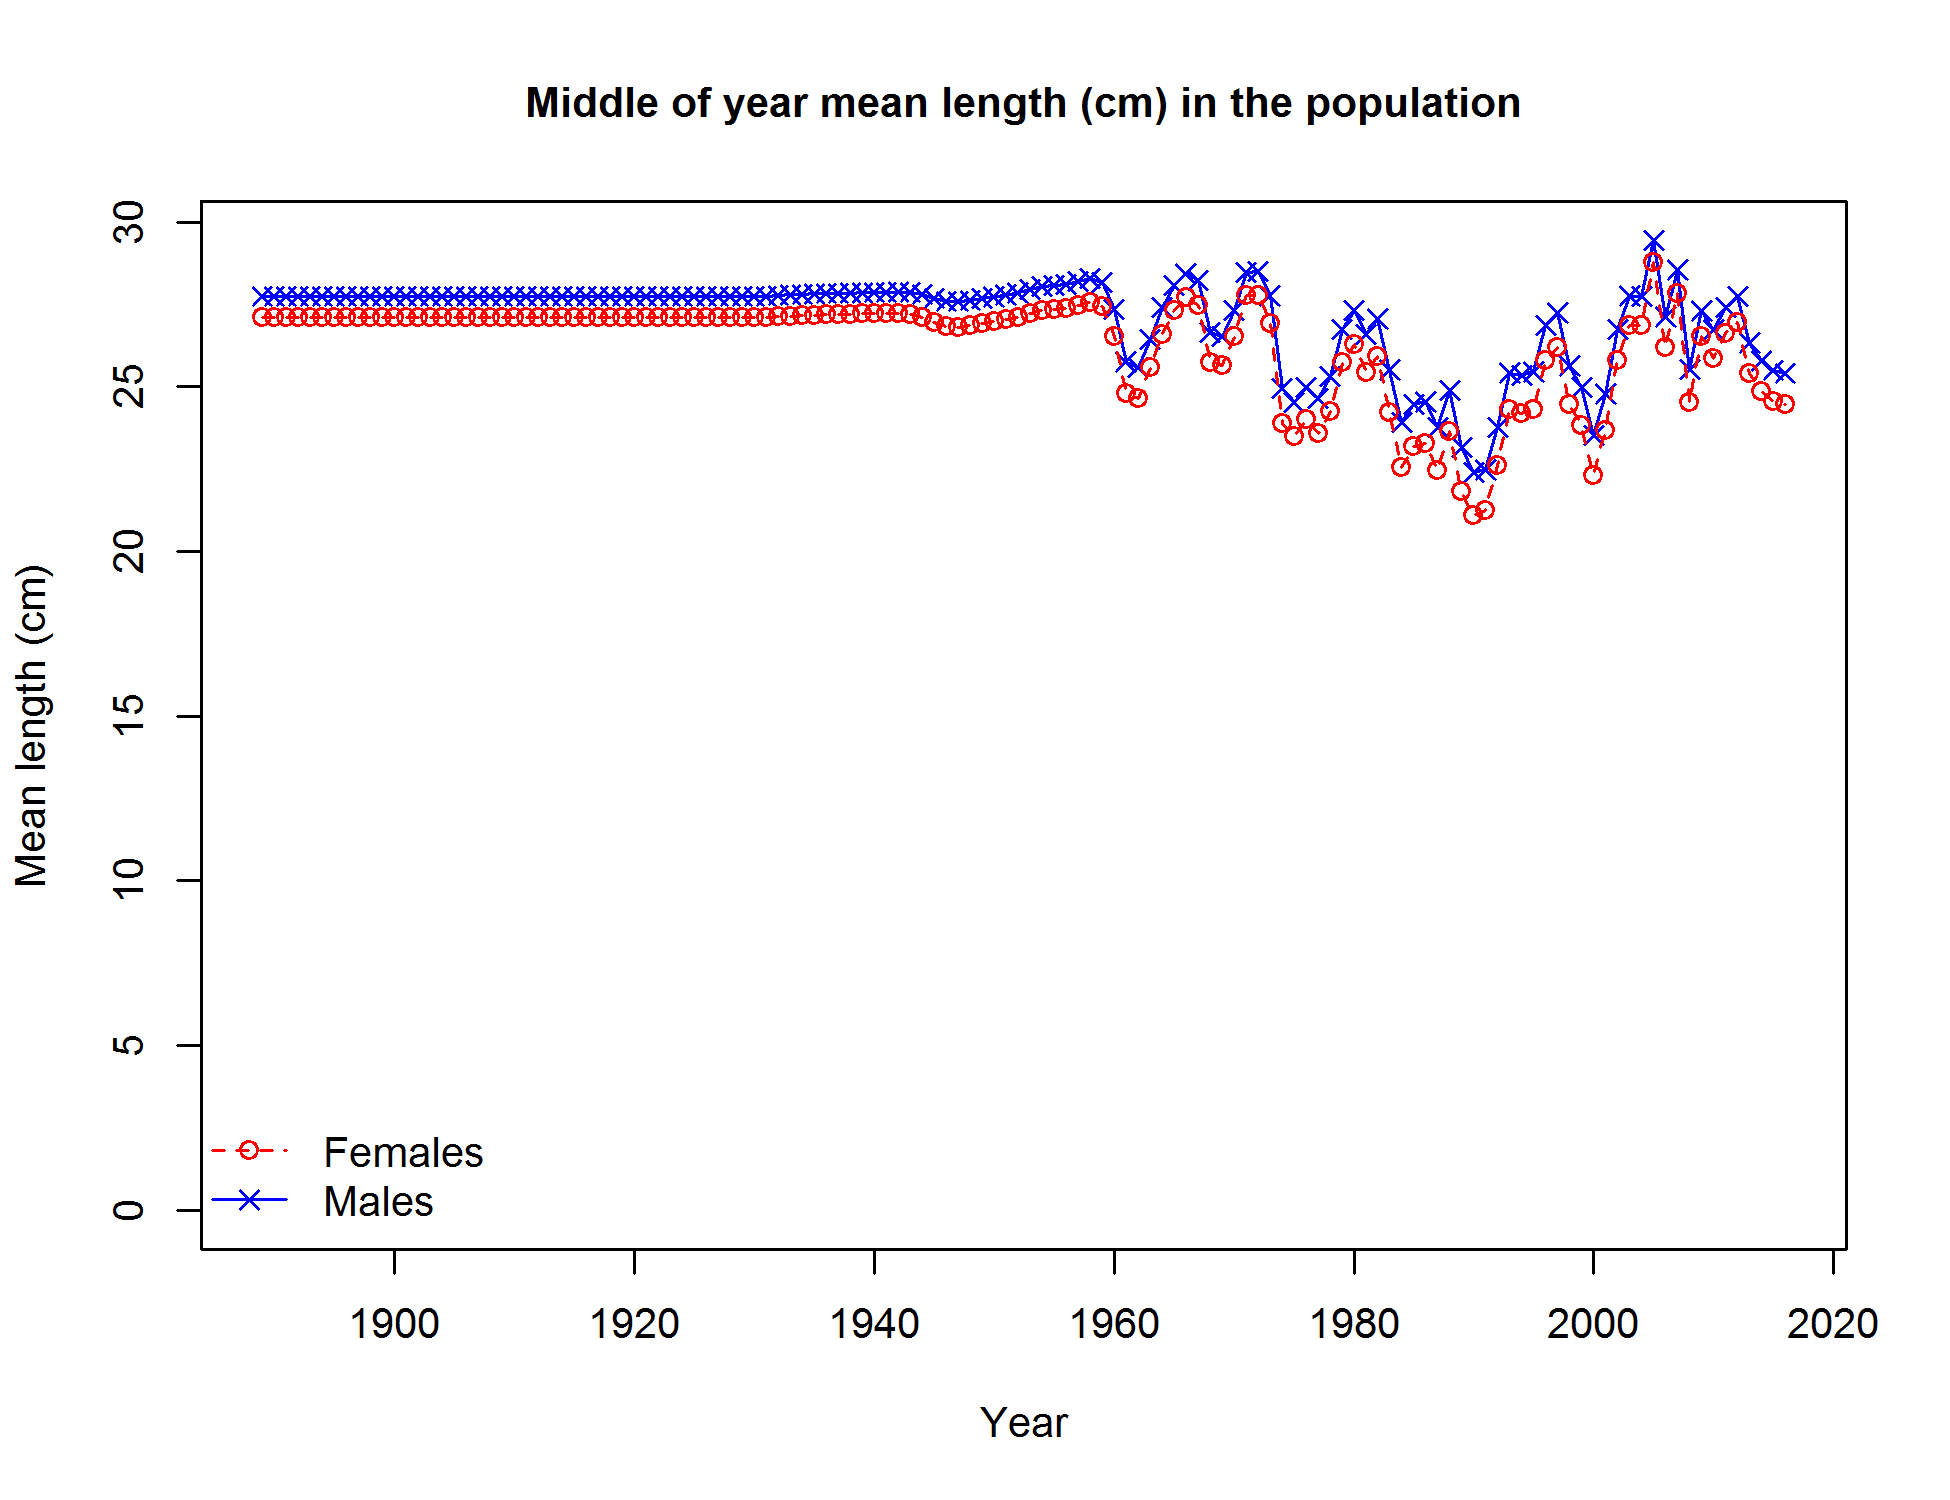 Middle of year mean length (cm) in the population
Mean length (cm)
30
25
20
15
10
5
0
Females
Males
1900 1920 1940 1960 1980 2000 2020
Year